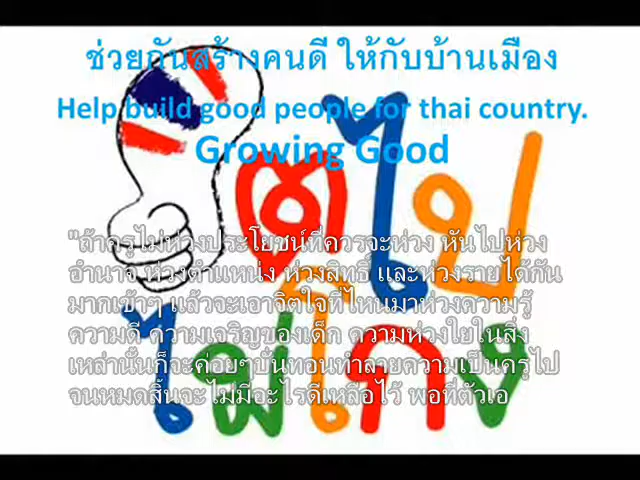 ช่วยกันสร้างคนดี ให้กับบ้านเมือง
Help build good people for thai country.
Growing Good
โตไป
ไม่โกง
"ถ้าครูไม่ห่วงประโยชน์ที่ควรจะห่วง หันไปห่วง
อำนาจ ห่วงตำแหน่ง ห่วงสิทธิ์ และห่วงรายได้กัน
มากเข้าๆ แล้วจะเอาจิตใจที่ไหนมาห่วงความรู้
ความดี ความเจริญของเด็ก ความห่วงใยในสิ่ง
เหล่านั้นก็จะค่อยๆบั่นทอนทำลายความเป็นครูไป
จนหมดสิ้นจะไม่มีอะไรดีเหลือไว้ พอที่ตัวเอ